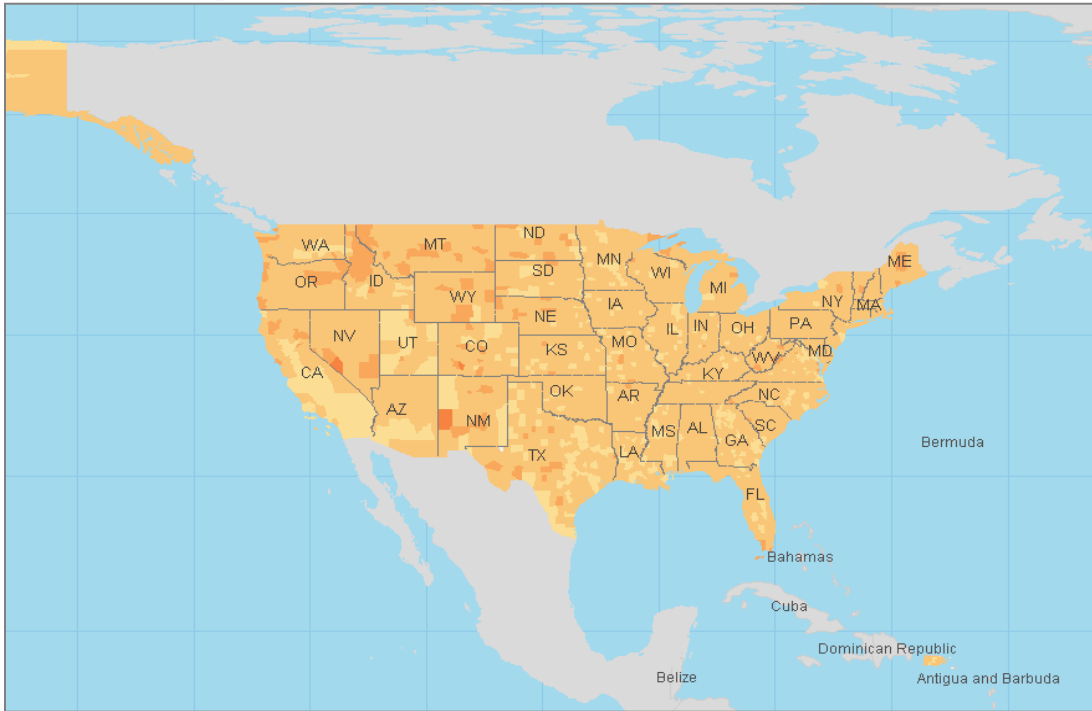 WA
MT
ND
ME
MN
OR
ID
SD
WI
WY
MI
NY
MA
IA
NE
PA
NV
UT
CO
IL
IN
OH
MD
KS
MO
WV
CA
KY
AZ
OK
AR
NC
NM
MS
AL
SC
GA
TX
LA
Bermuda
FL
Bahamas
Cuba
Dominican Republic
Belize
Antigua and Barbuda